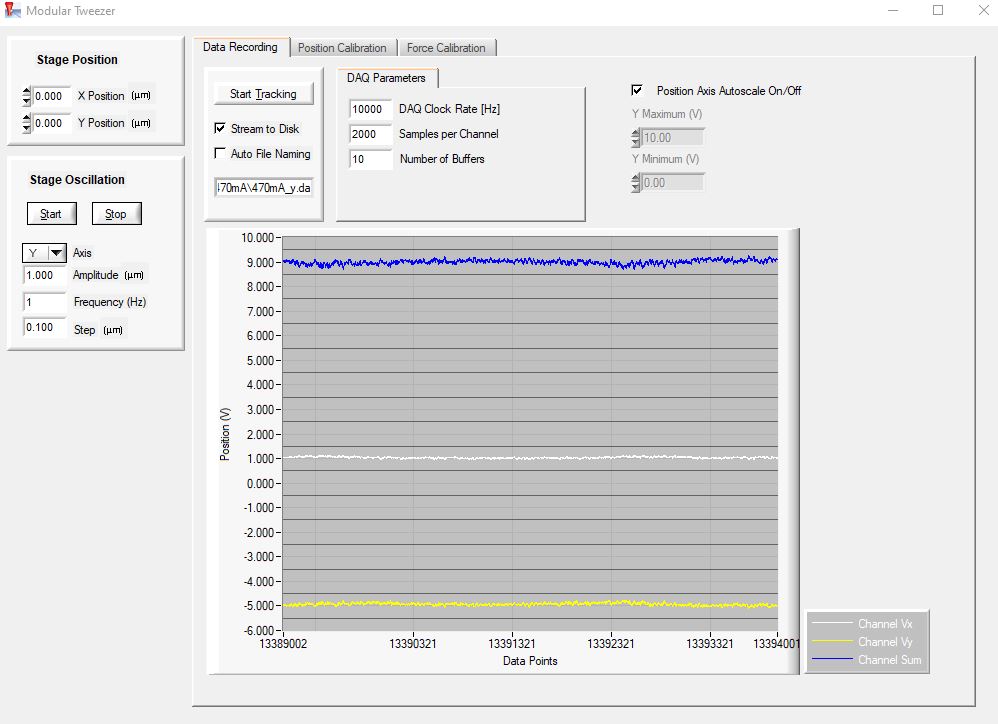 Modular Tweezer
Stage Position
0.000 X Position (µm)
0.000 Y Position (µm)
Stage Oscillation
Start Stop
Y Axis
1.000 Amplitude (µm)
1 Frequency (Hz)
0.100 Step (µm)
Data Recording Position Calibration Force Calibration
Start Tracking
Stream to Disk
Auto File Naming
470mA\470mA_y.da
DAQ Parameters
10000 DAQ Clock Rate [Hz]
2000 Samples per Channel
10 Number of Buffers
Position Axis Autoscale On/Off
Y Maximum (V)
10.00
Y Minimum (V)
0.00
Position (V)
10.000
9.000
8.000
7.000
6.000
5.000
4.000
3.000
2.000
1.000
0.000
-1.000
-2.000
-3.000
-4.000
-5.000
-6.000
13389002 13390321 13391321 13392321 13393321 13394001
Data Points
Channel Vx
Channel Vy
Channel Sum